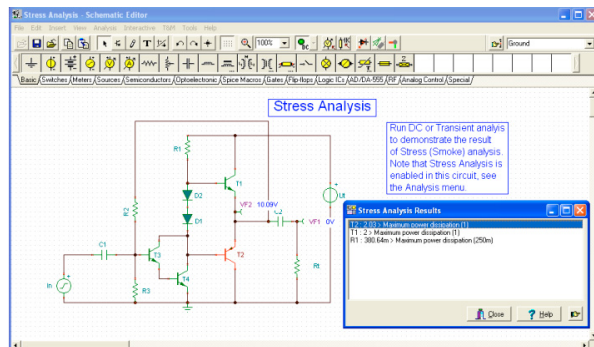 Stress Analysis - Schematic Editor
File Edit Insert View Analysis Interactive T&M Tools Help
100%
Ground
Basic Switches Meters Sources Semiconductors Optoelectronic Spice Macros Gates Flip-flops Logic ICs AD/DA-555 RF Analog Control Special
Stress Analysis
Run DC or Transient analyis
to demonstrate the result
of Stress (Smoke) analysis.
Note that Stress Analysis is
enabled in this circuit, see
the Analysis menu.
R1
T1
D2
VF2 10.09V
Ut
R2
D1
C2
VF1 0V
C1
T3
T2
Rt
T4
In
R3
Stress Analysis Results
T2 : 2.03 > Maximum power dissipation [1]
T1 : 2 > Maximum power dissipation [1]
R1 : 380.64m > Maximum power dissipation [250m]
Close
Help